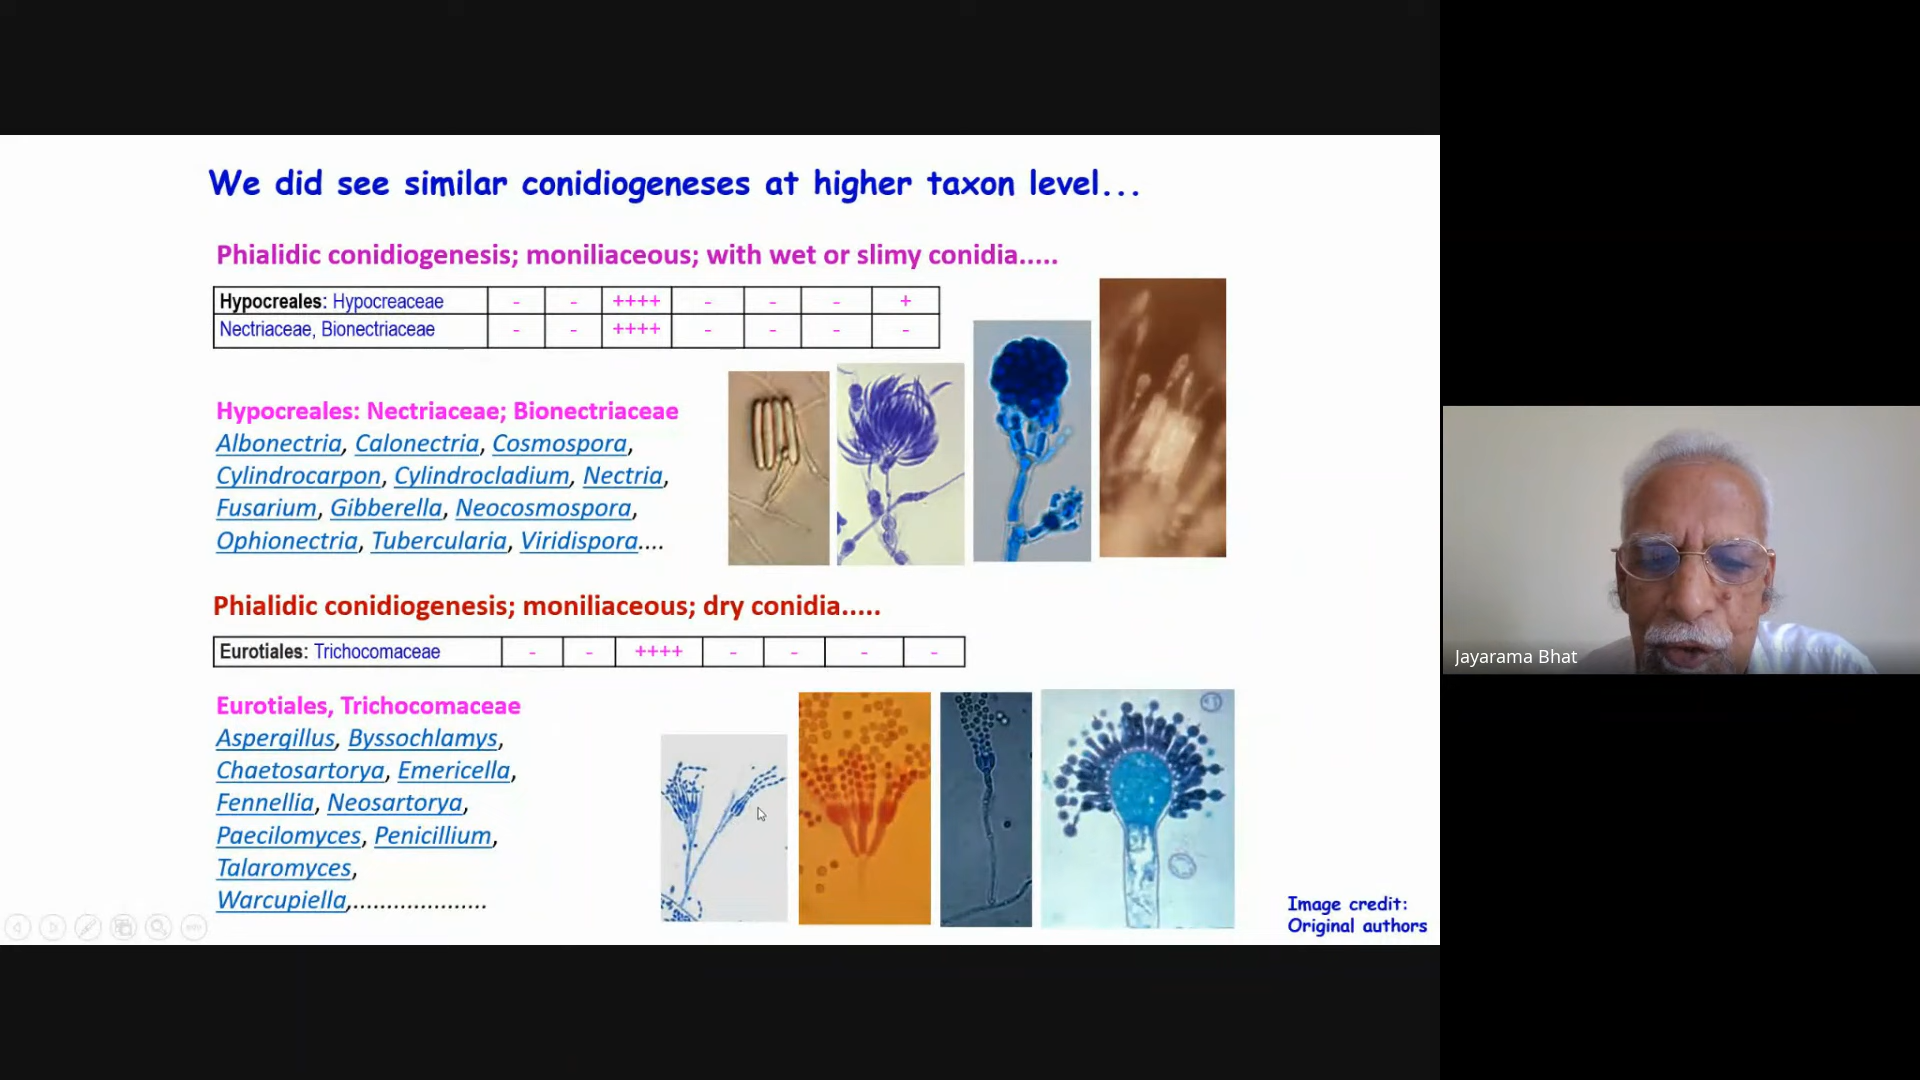 We did see similar conidiogeneses at higher taxon level...
Phialidic conidiogenesis; moniliaceous; with wet or slimy conidia.....
Hypocreales: Hypocreaceae - - ++++ - - - +
Nectriaceae, Bionectriaceae - - ++++ - - - -
Hypocreales: Nectriaceae; Bionectriaceae
Albonectria, Calonectria, Cosmospora,
Cylindrocarpon, Cylindrocladium, Nectria,
Fusarium, Gibberella, Neocosmospora,
Ophionectria, Tubercularia, Viridispora....
Phialidic conidiogenesis; moniliaceous; dry conidia.....
Eurotiales: Trichocomaceae - - ++++ - - - -
Eurotiales, Trichocomaceae
Aspergillus, Byssochlamys,
Chaetosartorya, Emericella,
Fennellia, Neosartorya,
Paecilomyces, Penicillium,
Talaromyces,
Warcupiella,....................
Image credit:
Original authors
Jayarama Bhat